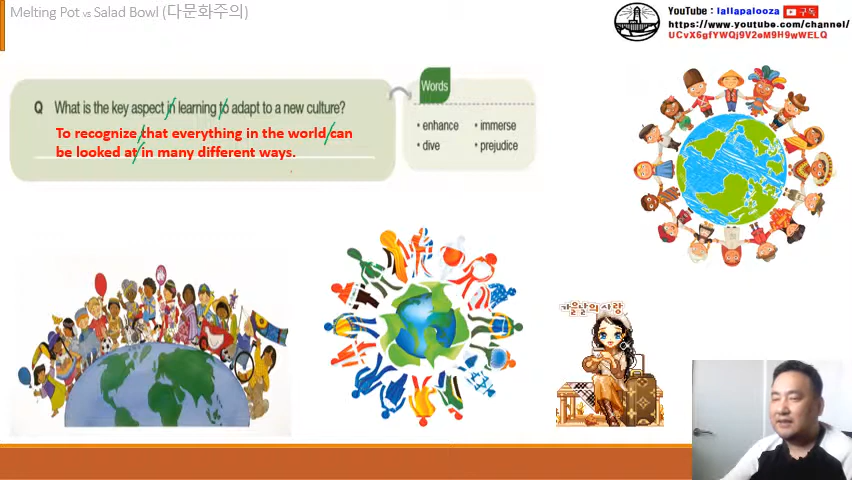 Melting Pot vs Salad Bowl (다문화주의)
YouTube : lallapalooza 구독
https://www.youtube.com/channel/
UCvX6gfYWQj9V2eM9H9wWELQ
Words
Q What is the key aspect in learning to adapt to a new culture?
To recognize that everything in the world can
be looked at in many different ways.
• enhance • immerse
• dive • prejudice
가을날의 사랑